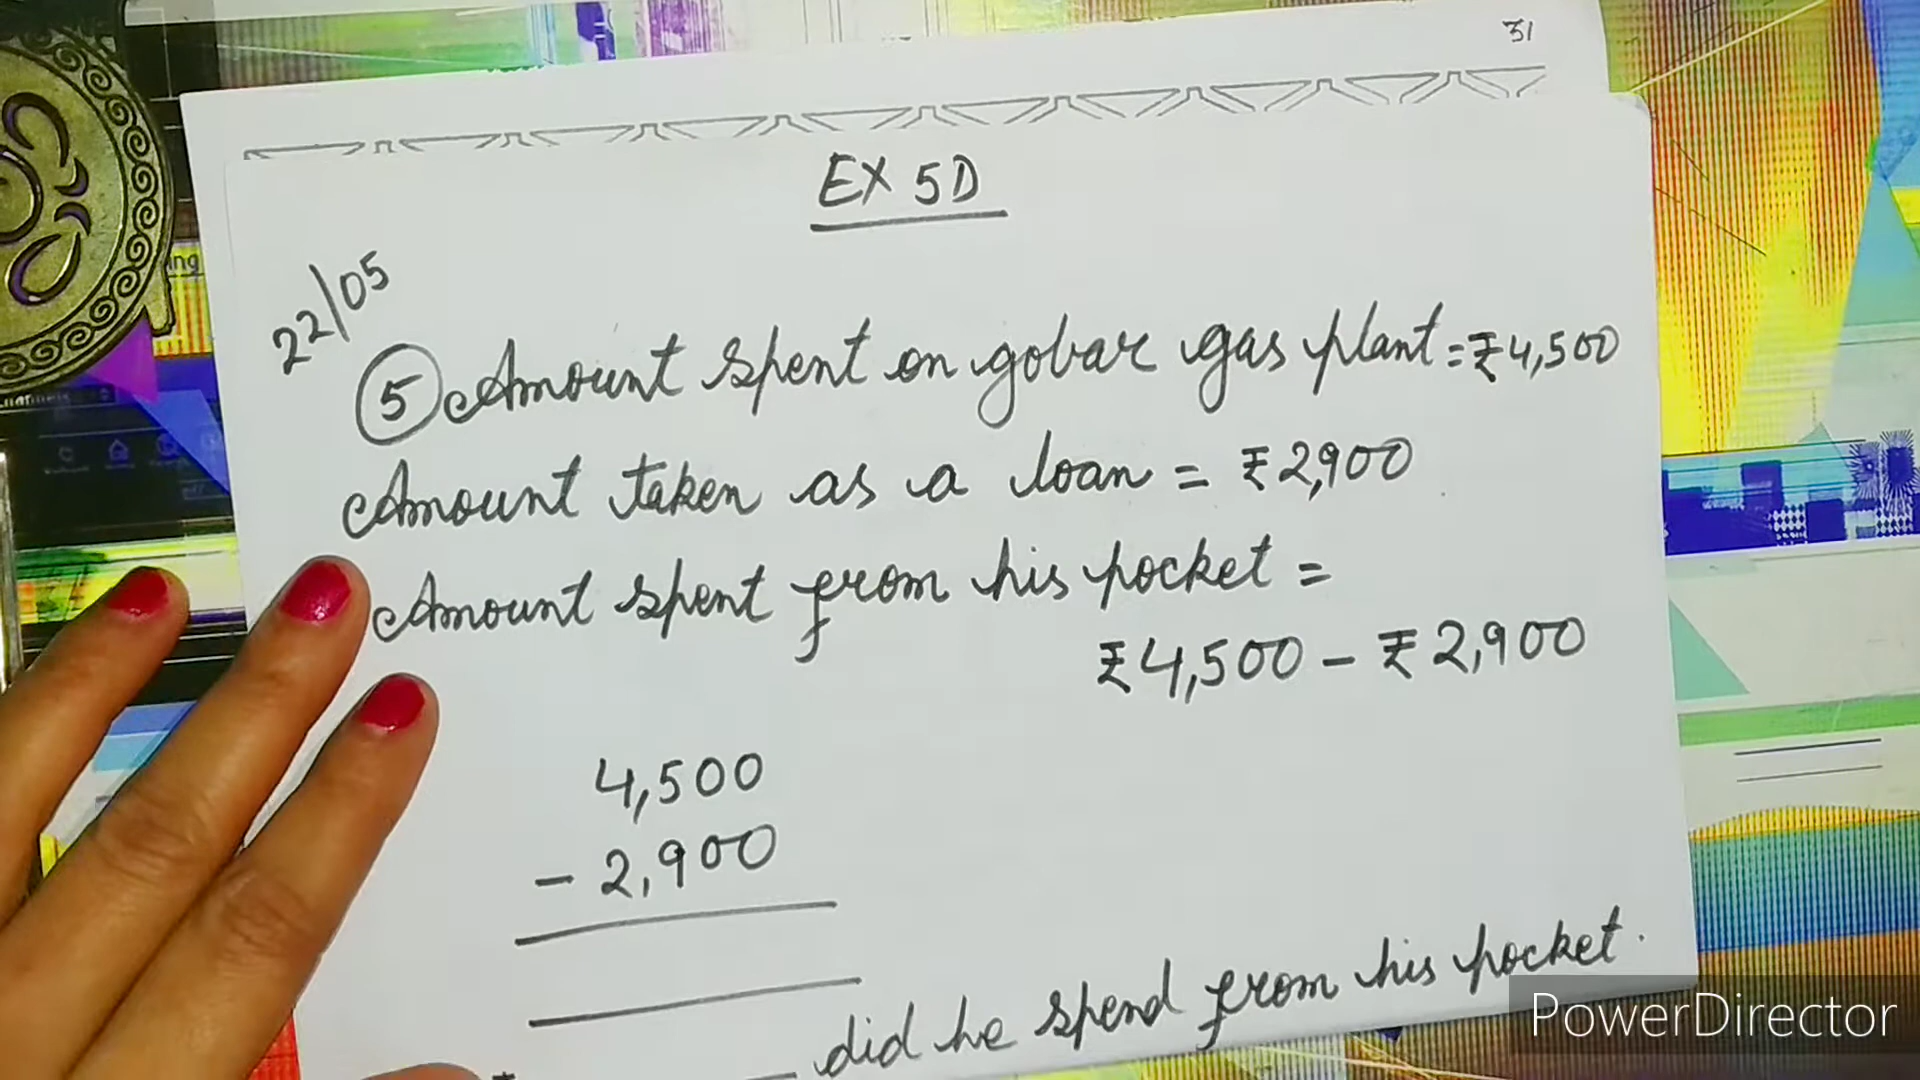 31
EX 5D
22/05
5 Amount spent on gobar gas plant = ₹4,500
Amount taken as a loan = ₹2,900
Amount spent from his pocket =
₹4,500 - ₹2,900
4,500
- 2,900
did he spend from his pocket.
PowerDirector